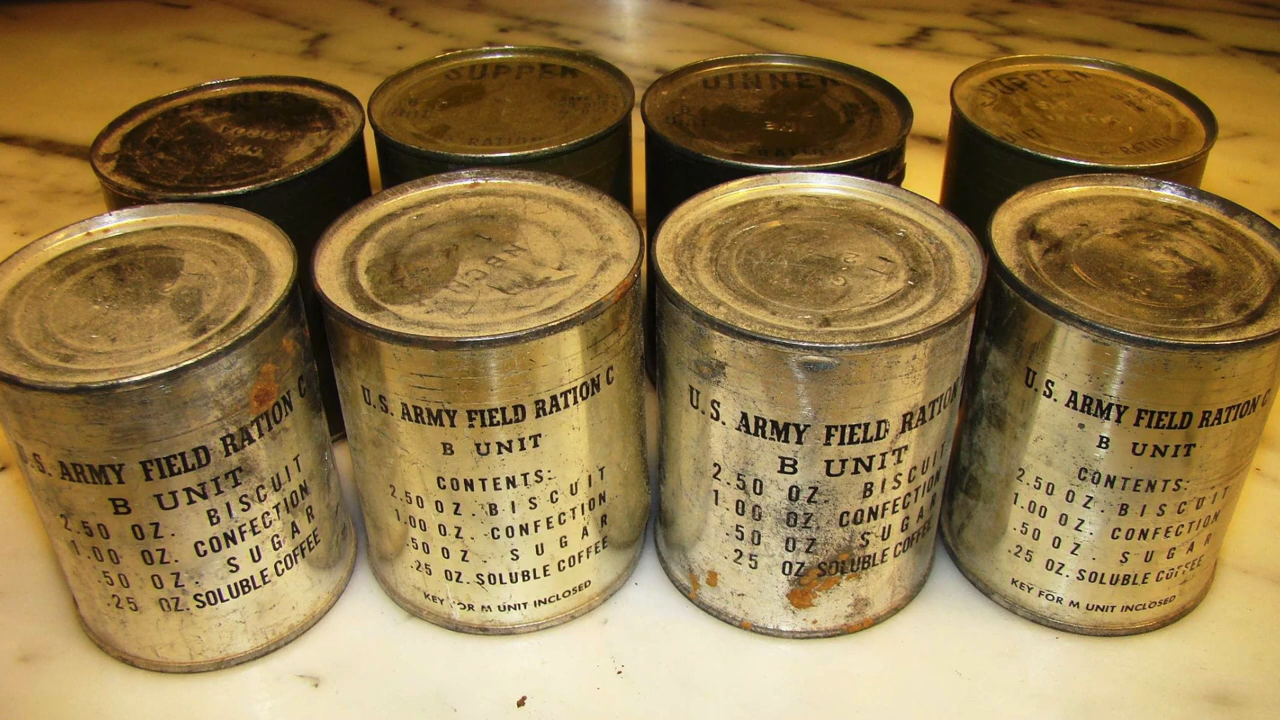 DINNER
SUPPER
RATION
DINNER
SUPPER
RATION
U.S. ARMY FIELD RATION C
B UNIT
2.50 OZ. BISCUIT
1.00 OZ. CONFECTION
.50 OZ. SUGAR
.25 OZ. SOLUBLE COFFEE
U.S. ARMY FIELD RATION C
B UNIT
CONTENTS:
2.50 OZ. BISCUIT
1.00 OZ. CONFECTION
.50 OZ. SUGAR
.25 OZ. SOLUBLE COFFEE
KEY FOR M UNIT INCLOSED
U.S. ARMY FIELD RATION
B UNIT
2.50 OZ. BISCUIT
1.00 OZ. CONFECTION
.50 OZ. SUGAR
.25 OZ SOLUBLE COFFEE
U.S. ARMY FIELD RATION C
B UNIT
CONTENTS:
2.50 OZ. BISCUIT
1.00 OZ. CONFECTION
.50 OZ. SUGAR
.25 OZ. SOLUBLE COFFEE
KEY FOR M UNIT INCLOSED